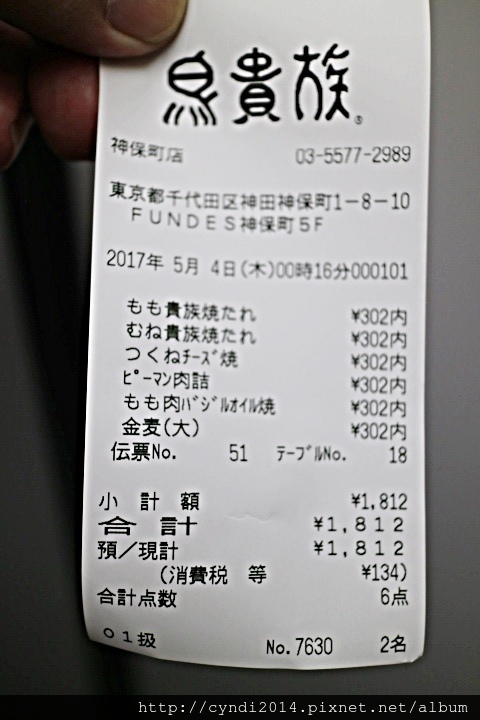 鳥貴族®
神保町店 03-5577-2989
東京都千代田区神田神保町1-8-10
FUNDES神保町5F
2017年 5月 4日(木)00時16分000101
もも貴族焼たれ ¥302内
むね貴族焼たれ ¥302内
つくねﾁｰｽﾞ焼 ¥302内
ﾋﾟｰﾏﾝ肉詰 ¥302内
もも肉ﾊﾞｼﾞﾙｵｲﾙ焼 ¥302内
金麦(大) ¥302内
伝票No. 51 ﾃｰﾌﾞﾙNo. 18
小 計 額 ¥1,812
合 計 ¥1,812
預/現計 ¥1,812
(消費税 等 ¥134)
合計点数 6点
01扱 No.7630 2名
http://cyndi2014.pixnet.net/album